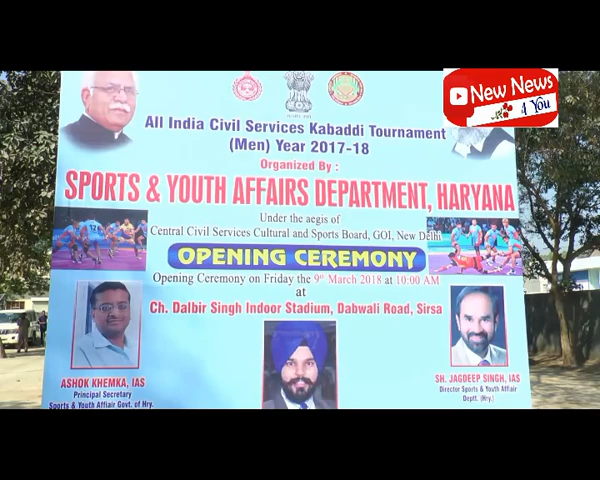 New News
4 You
All India Civil Services Kabaddi Tournament
(Men) Year 2017-18
Organized By :
SPORTS & YOUTH AFFAIRS DEPARTMENT, HARYANA
Under the aegis of
Central Civil Services Cultural and Sports Board, GOI, New Delhi
OPENING CEREMONY
Opening Ceremony on Friday the 9th March 2018 at 10:00 AM
at
Ch. Dalbir Singh Indoor Stadium, Dabwali Road, Sirsa
ASHOK KHEMKA, IAS
Principal Secretary
Sports & Youth Affiair Govt. of Hry.
SH. JAGDEEP SINGH, IAS
Director Sports & Youth Affiair
Deptt. (Hry.)